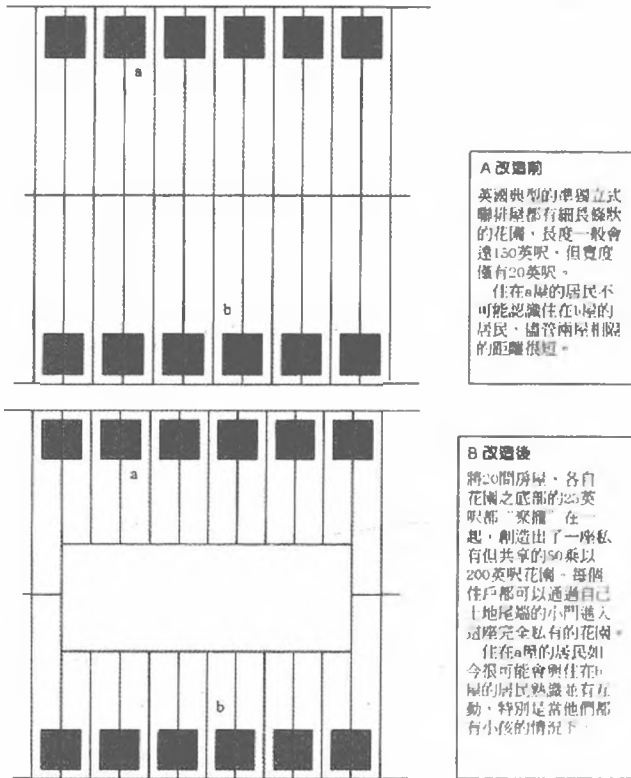 a
b
A 改造前
英國典型的準獨立式
聯排屋都有細長條狀
的花園，長度一般會
達150英呎，但寬度
僅有20英呎。
住在a屋的居民不
可能認識住在b屋的
居民，儘管兩屋相隔
的距離很短。
a
b
B 改造後
將20間房屋，各自
花園之底部的25英
呎都“聚攏”在一
起，創造出了一座私
有但共享的50乘以
200英呎花園。每個
住戶都可以通過自己
土地尾端的小門進入
這座完全私有的花園。
住在a屋的居民如
今很可能會與住在b
屋的居民熟識並有互
動，特別是當他們都
有小孩的情況下